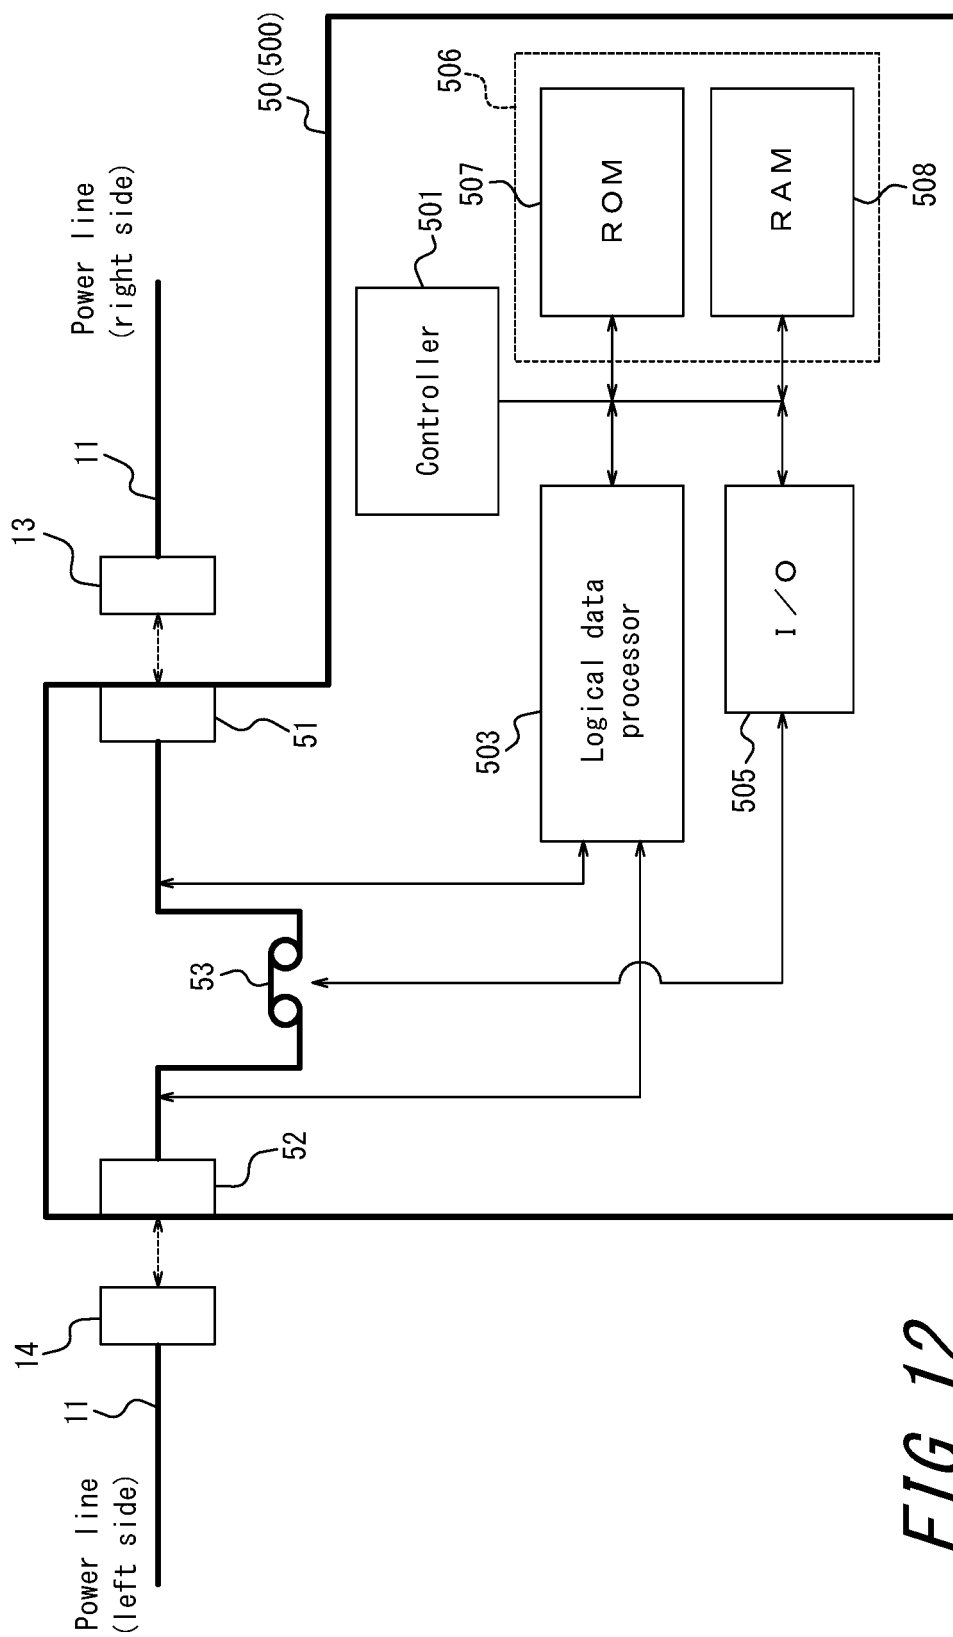 Power line
(left side)
11
14
52
53
51
13
11
Power line
(right side)
50(500)
Controller
501
Logical data
processor
503
I/O
505
506
ROM
507
RAM
508
FIG 12